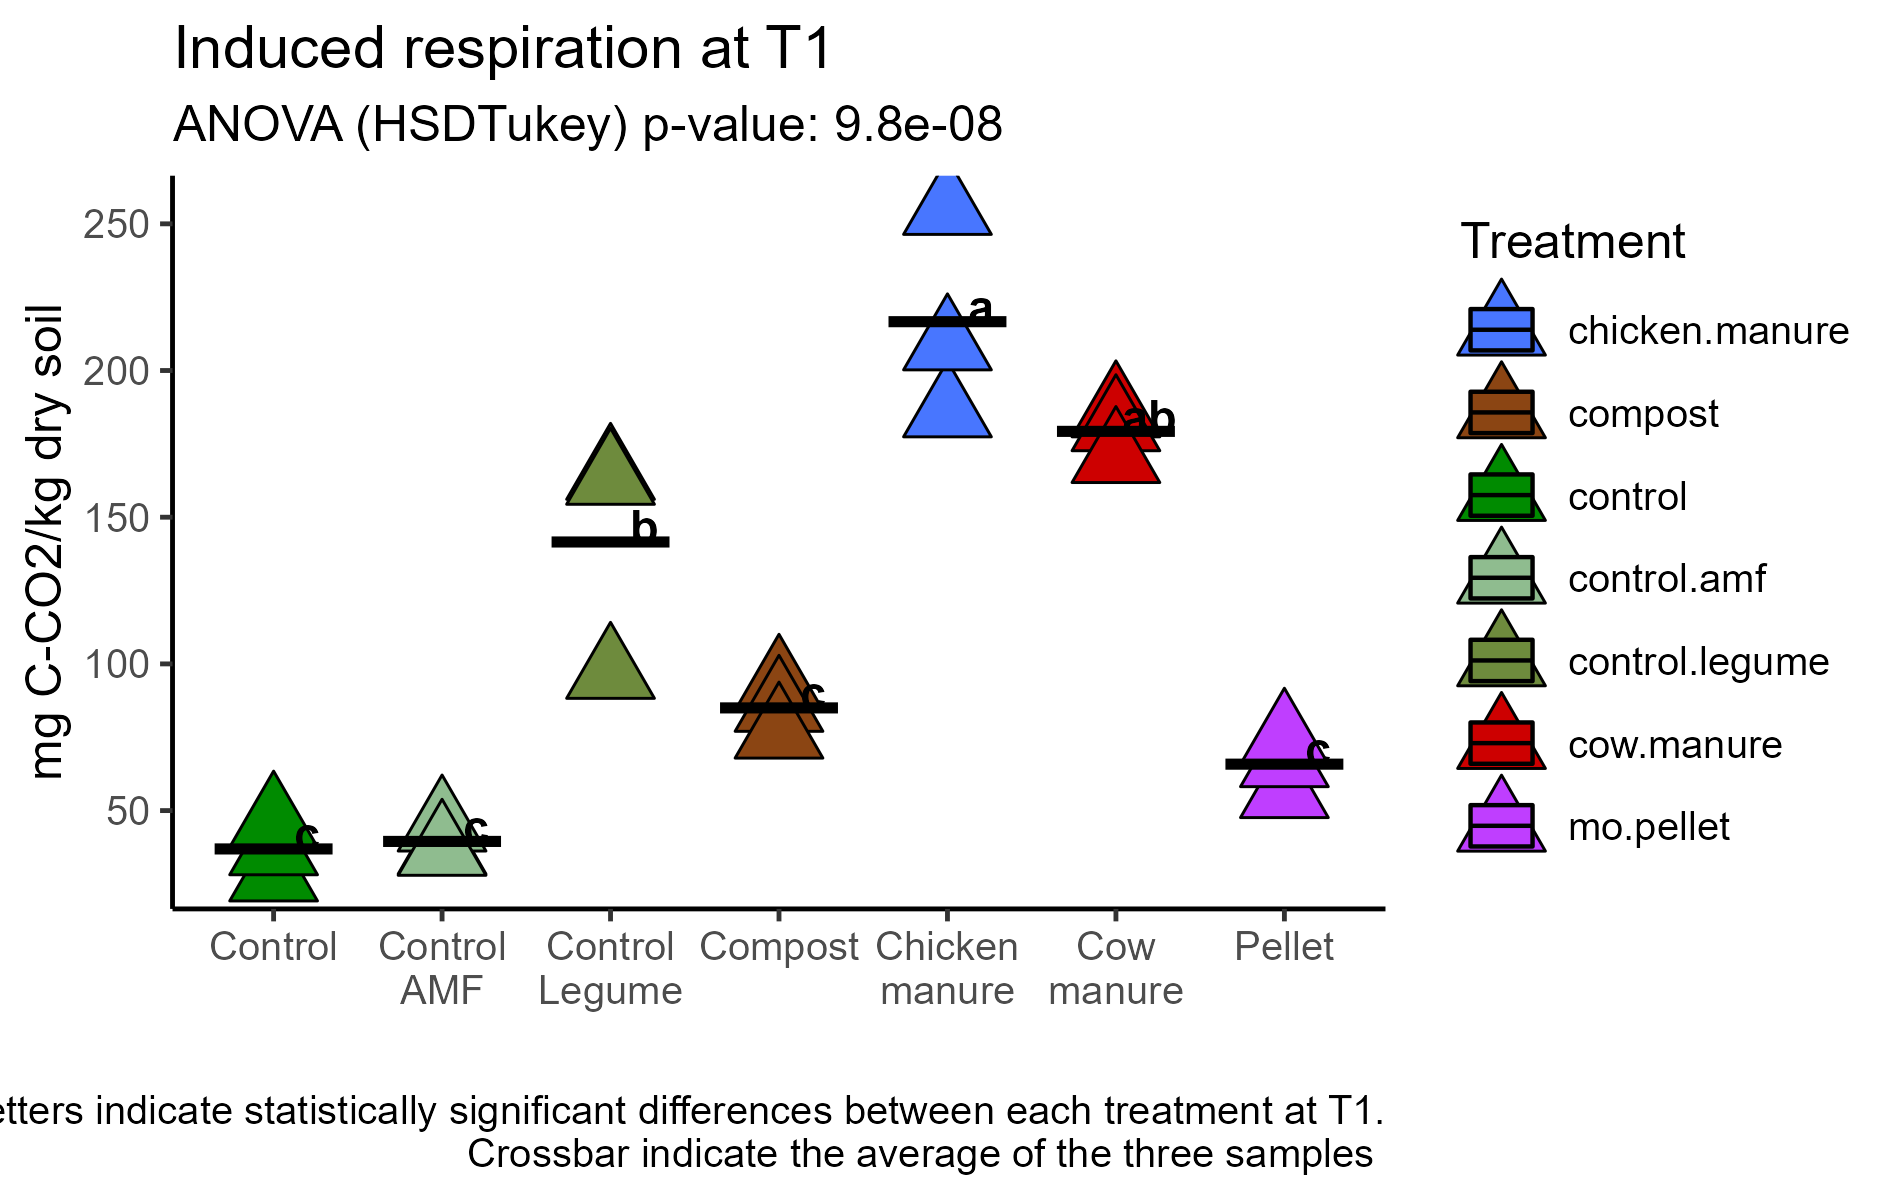 Induced respiration at T1
ANOVA (HSDTukey) p-value: 9.8e-08
mg C-CO2/kg dry soil
250
200
150
100
50
c
c
b
c
a
ab
c
Control
Control
AMF
Control
Legume
Compost
Chicken
manure
Cow
manure
Pellet
Treatment
chicken.manure
compost
control
control.amf
control.legume
cow.manure
mo.pellet
etters indicate statistically significant differences between each treatment at T1.
Crossbar indicate the average of the three samples